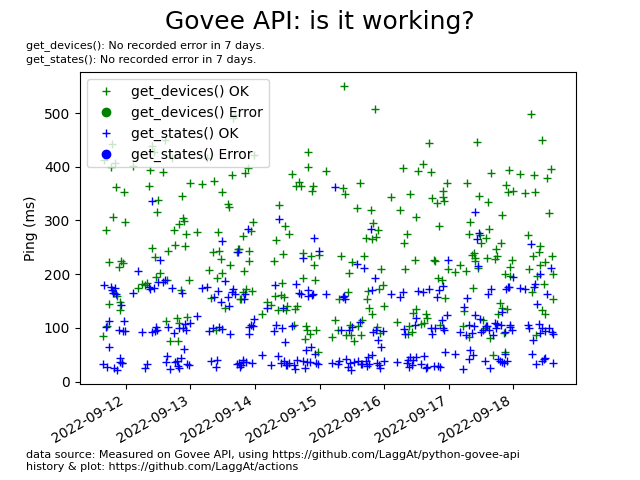 Govee API: is it working?
get_devices(): No recorded error in 7 days.
get_states(): No recorded error in 7 days.
get_devices() OK
get_devices() Error
get_states() OK
get_states() Error
Ping (ms)
500
400
300
200
100
0
2022-09-12
2022-09-13
2022-09-14
2022-09-15
2022-09-16
2022-09-17
2022-09-18
data source: Measured on Govee API, using https://github.com/LaggAt/python-govee-api
history & plot: https://github.com/LaggAt/actions